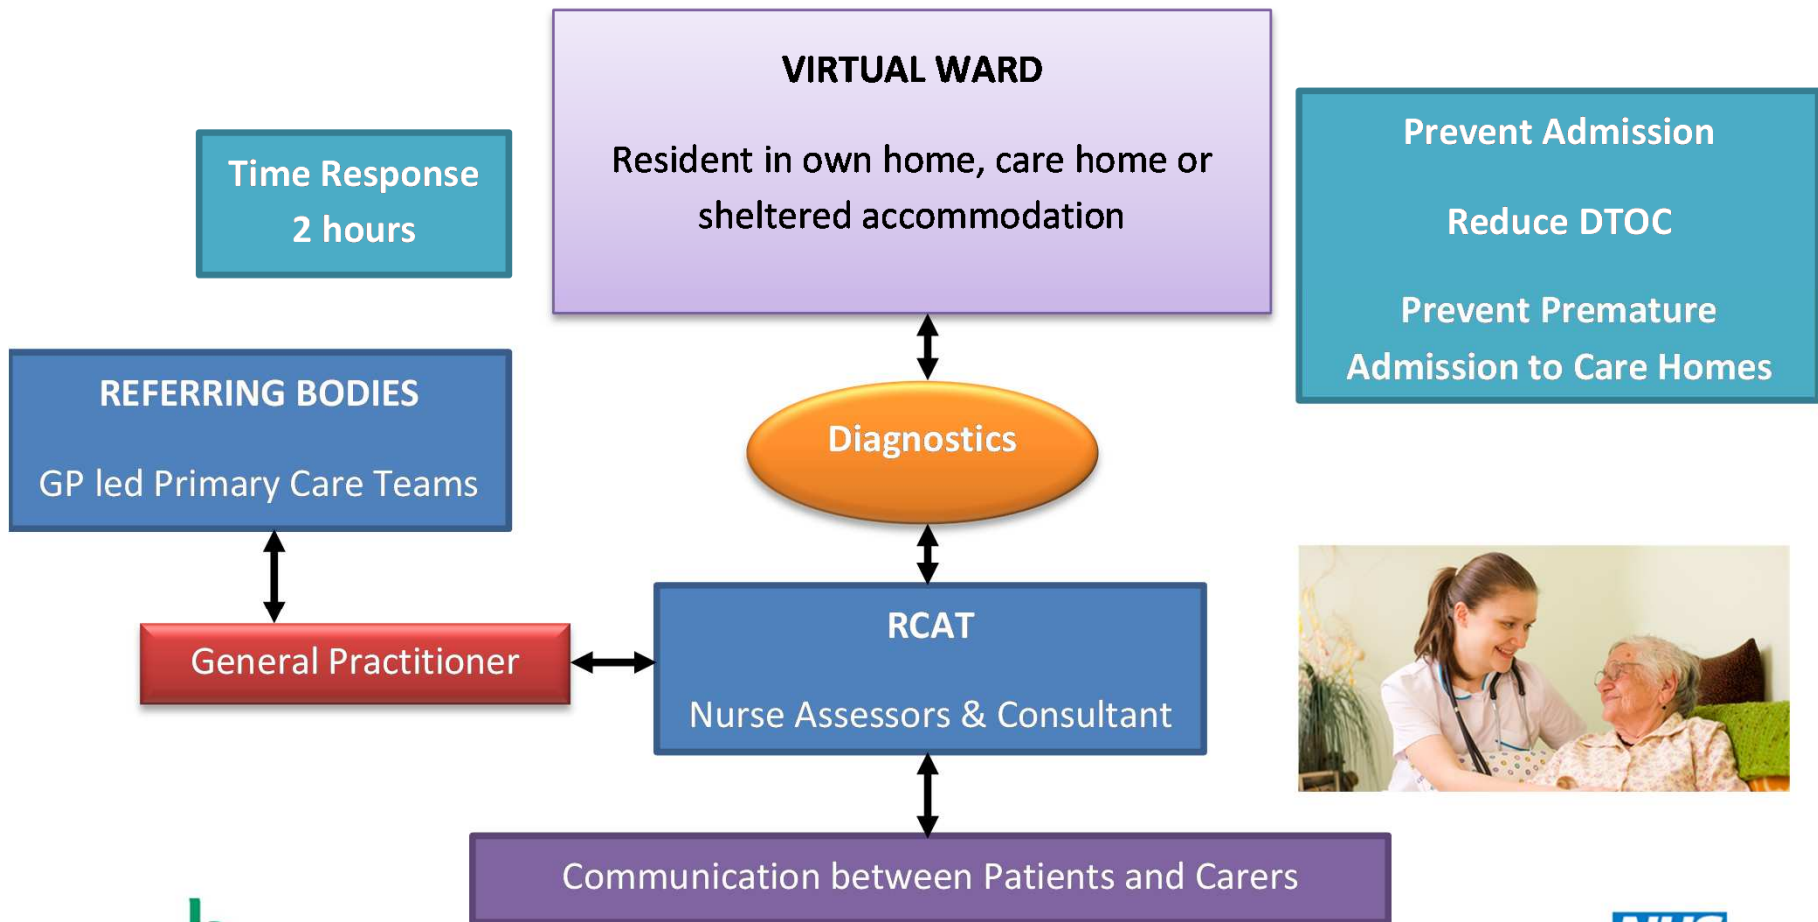 VIRTUAL WARD
Resident in own home, care home or
sheltered accommodation
Time Response
2 hours
Prevent Admission
Reduce DTOC
Prevent Premature
Admission to Care Homes
REFERRING BODIES
GP led Primary Care Teams
Diagnostics
General Practitioner
RCAT
Nurse Assessors & Consultant
Communication between Patients and Carers
NHS